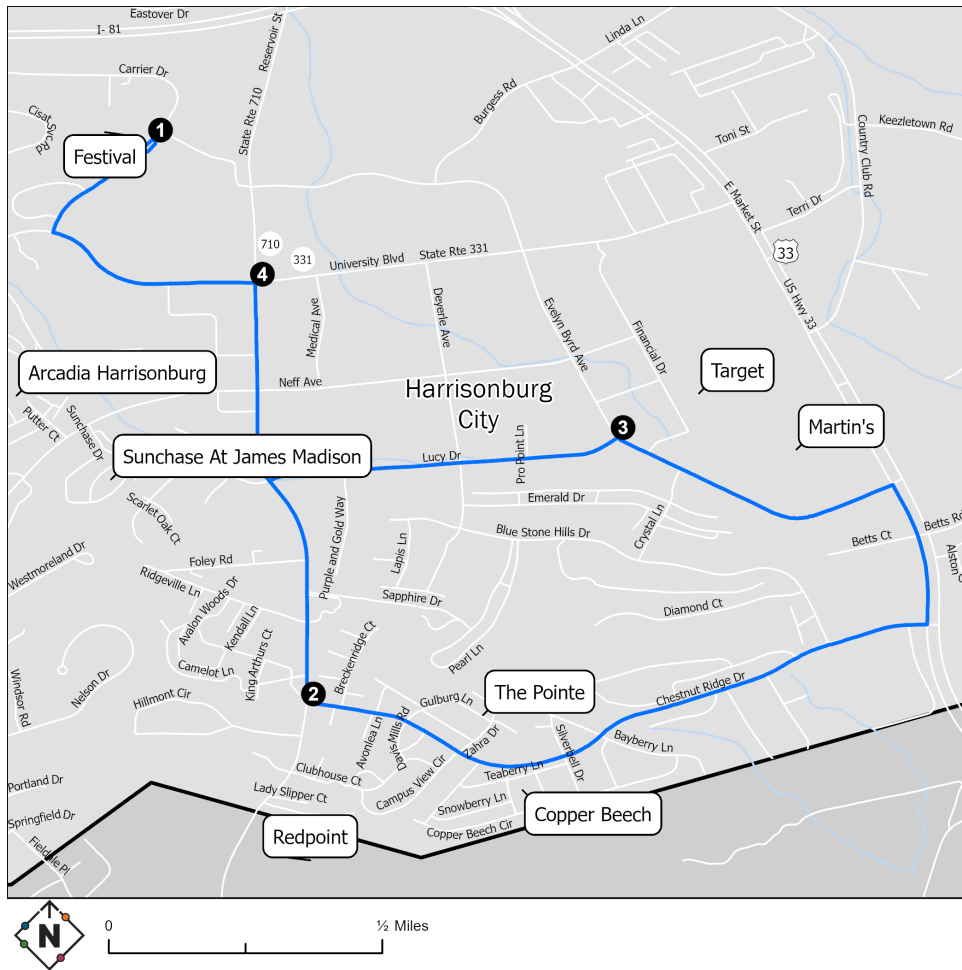 Eastover Dr
I- 81
Linda Ln
Reservoir St
State Rte 710
Carrier Dr
Burgess Rd
Cisat Svc Rd
1
Festival
Toni St
Country Club Rd
Keezletown Rd
E Market St
Terri Dr
710
331
33
4
University Blvd
State Rte 331
US Hwy 33
Medical Ave
Deyerle Ave
Evelyn Byrd Ave
Financial Dr
Neff Ave
Harrisonburg
City
Target
Arcadia Harrisonburg
Putter Ct
Sunchase Dr
3
Martin's
Sunchase At James Madison
Lucy Dr
Pro Point Ln
Scarlet Oak Ct
Purple and Gold Way
Emerald Dr
Crystal Ln
Blue Stone Hills Dr
Lapis Ln
Betts Rd
Betts Ct
Westmoreland Dr
Foley Rd
Ridgeville Ln
Avalon Woods Dr
Kendall Ln
King Arthurs Ct
Sapphire Dr
Diamond Ct
Pearl Ln
Breckenridge Ct
Camelot Ln
Nelson Dr
Windsor Rd
Hillmont Cir
2
Gulburg Ln
The Pointe
Chestnut Ridge Dr
Avonlea Ln
Davis Mills Rd
Zahra Dr
Silverbell Dr
Bayberry Ln
Teaberry Ln
Clubhouse Ct
Campus View Cir
Portland Dr
Lady Slipper Ct
Snowberry Ln
Copper Beech
Springfield Dr
Redpoint
Copper Beech Cir
Fieldale Pl
N
0
½ Miles